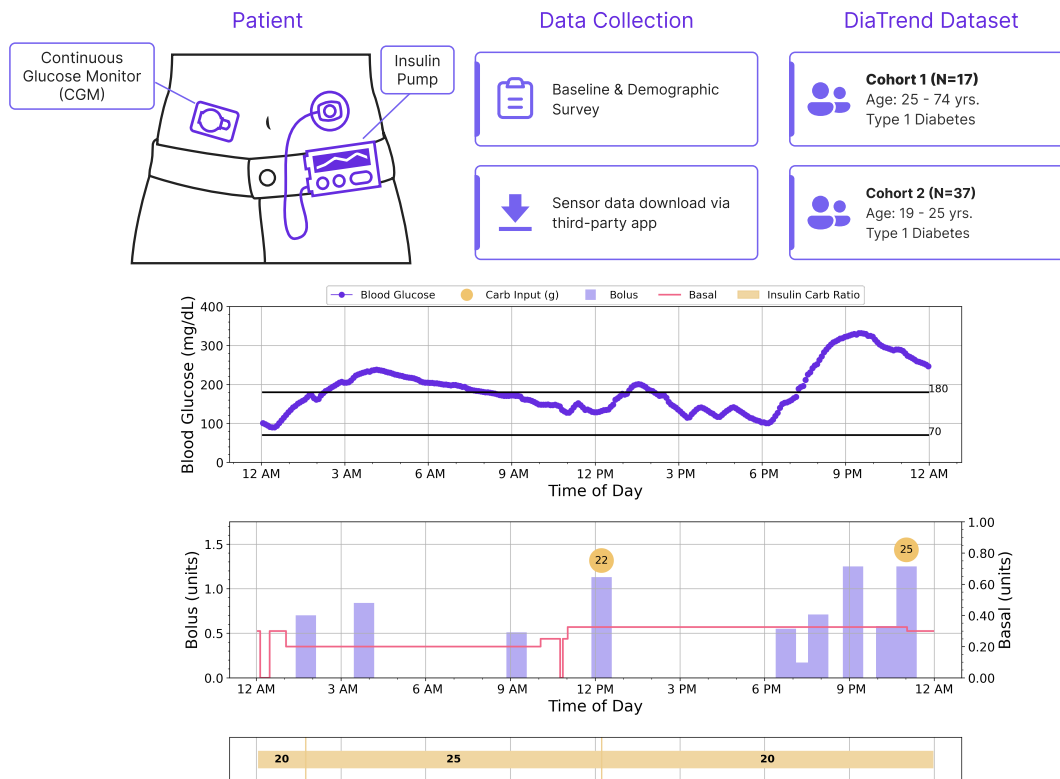 Patient
Data Collection
DiaTrend Dataset
Continuous
Glucose Monitor
(CGM)
Insulin
Pump
Baseline & Demographic
Survey
Sensor data download via
third-party app
Cohort 1 (N=17)
Age: 25 - 74 yrs.
Type 1 Diabetes
Cohort 2 (N=37)
Age: 19 - 25 yrs.
Type 1 Diabetes
Blood Glucose
Carb Input (g)
Bolus
Basal
Insulin Carb Ratio
Blood Glucose (mg/dL)
400
300
200
100
0
180
70
12 AM
3 AM
6 AM
9 AM
12 PM
3 PM
6 PM
9 PM
12 AM
Time of Day
Bolus (units)
1.5
1.0
0.5
0.0
22
25
1.00
0.80
0.60
0.40
0.20
0.00
Basal (units)
12 AM
3 AM
6 AM
9 AM
12 PM
3 PM
6 PM
9 PM
12 AM
Time of Day
20
25
20